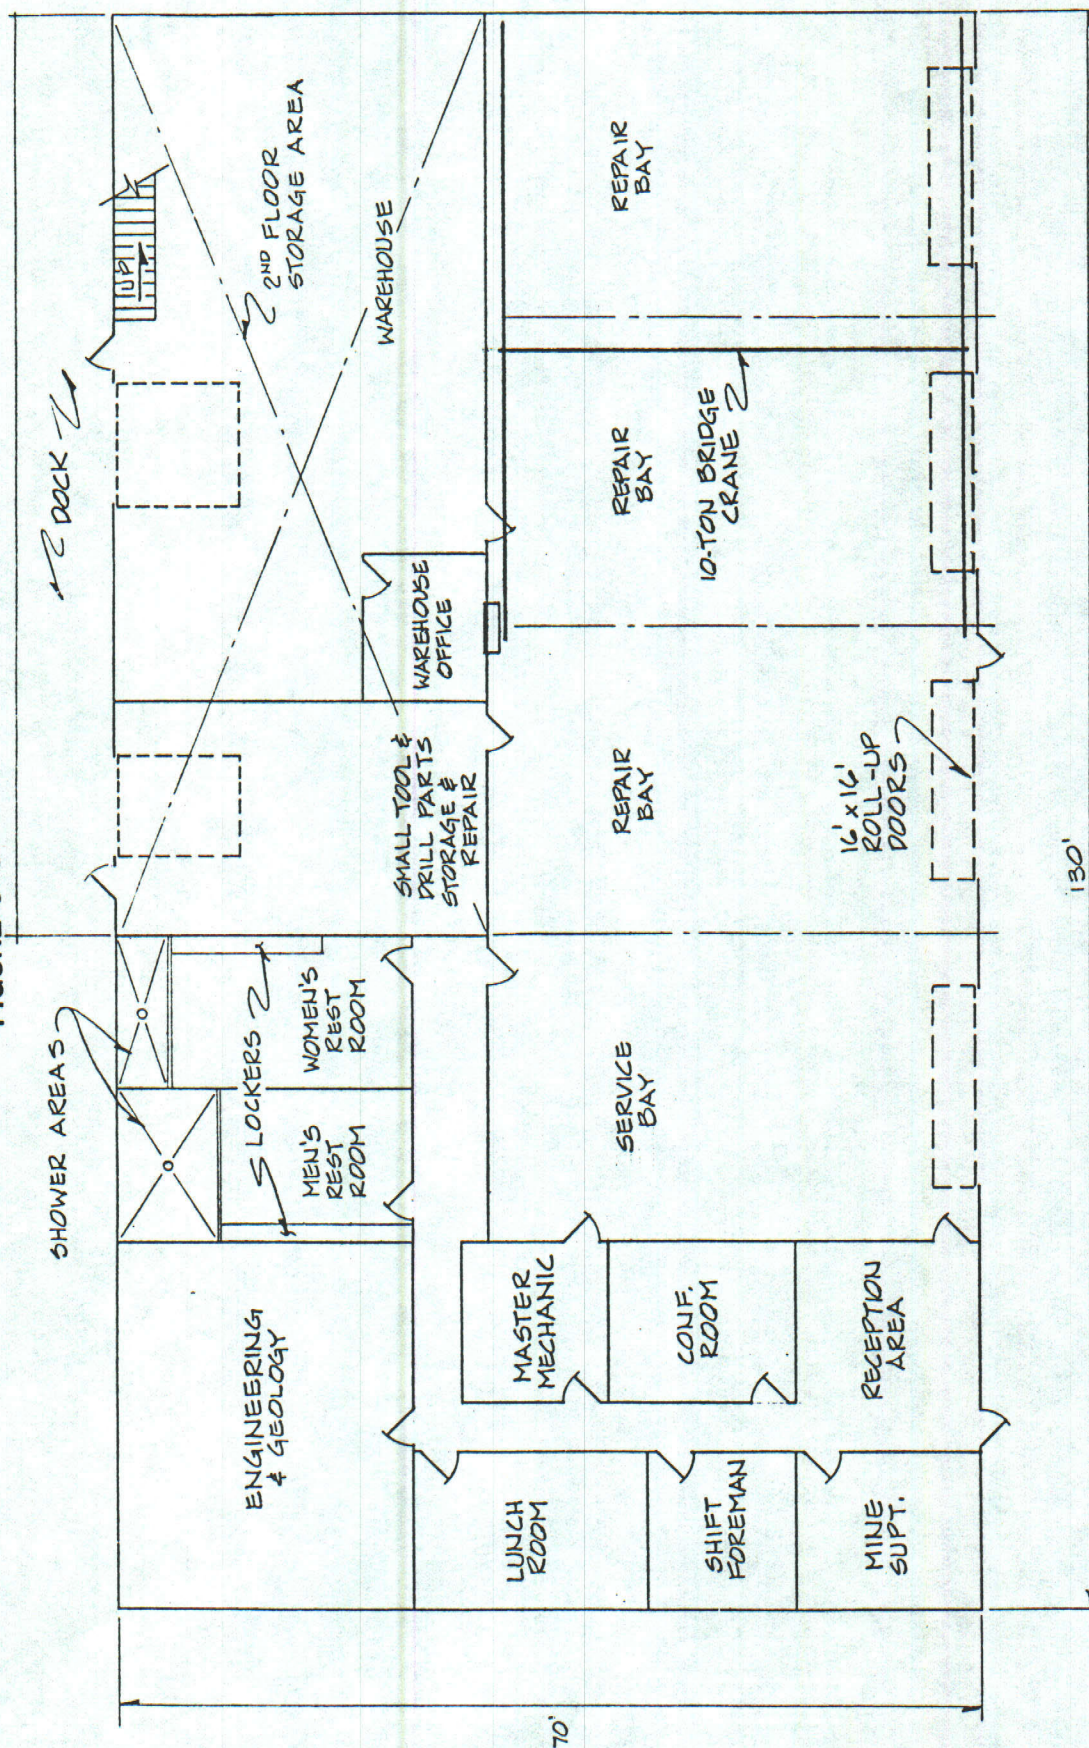 SHOWER AREAS
DOCK
UP
2ND FLOOR
STORAGE AREA
WAREHOUSE
WAREHOUSE
OFFICE
SMALL TOOL &
DRILL PARTS
STORAGE &
REPAIR
LOCKERS
WOMEN'S
REST
ROOM
MEN'S
REST
ROOM
ENGINEERING
& GEOLOGY
REPAIR
BAY
REPAIR
BAY
REPAIR
BAY
10-TON BRIDGE
CRANE
16' x 16'
ROLL-UP
DOORS
SERVICE
BAY
MASTER
MECHANIC
CONF.
ROOM
RECEPTION
AREA
LUNCH
ROOM
SHIFT
FOREMAN
MINE
SUPT.
70'
130'